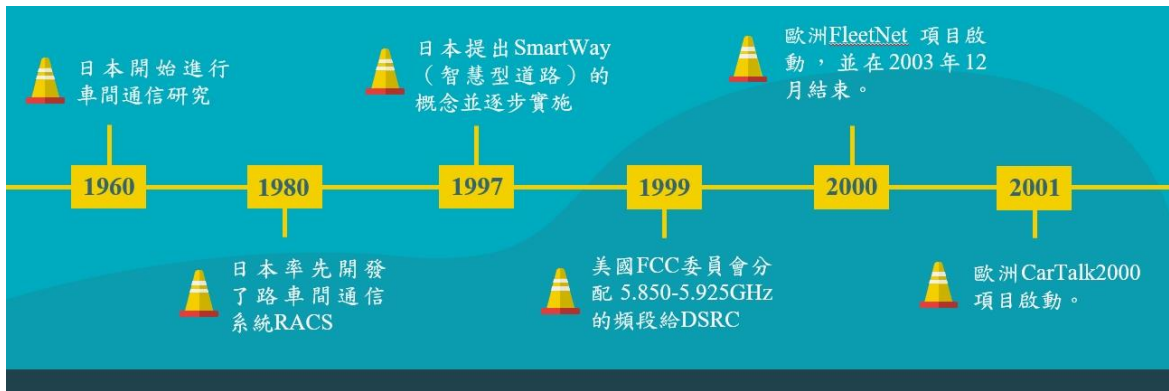 日本開始進行
車間通信研究
1960
日本率先開發
了路車間通信
系統RACS
1980
日本提出SmartWay
（智慧型道路）的
概念並逐步實施
1997
美國FCC委員會分
配 5.850-5.925GHz
的頻段給DSRC
1999
歐洲FleetNet 項目啟
動，並在2003年12
月結束。
2000
歐洲CarTalk2000
項目啟動。
2001